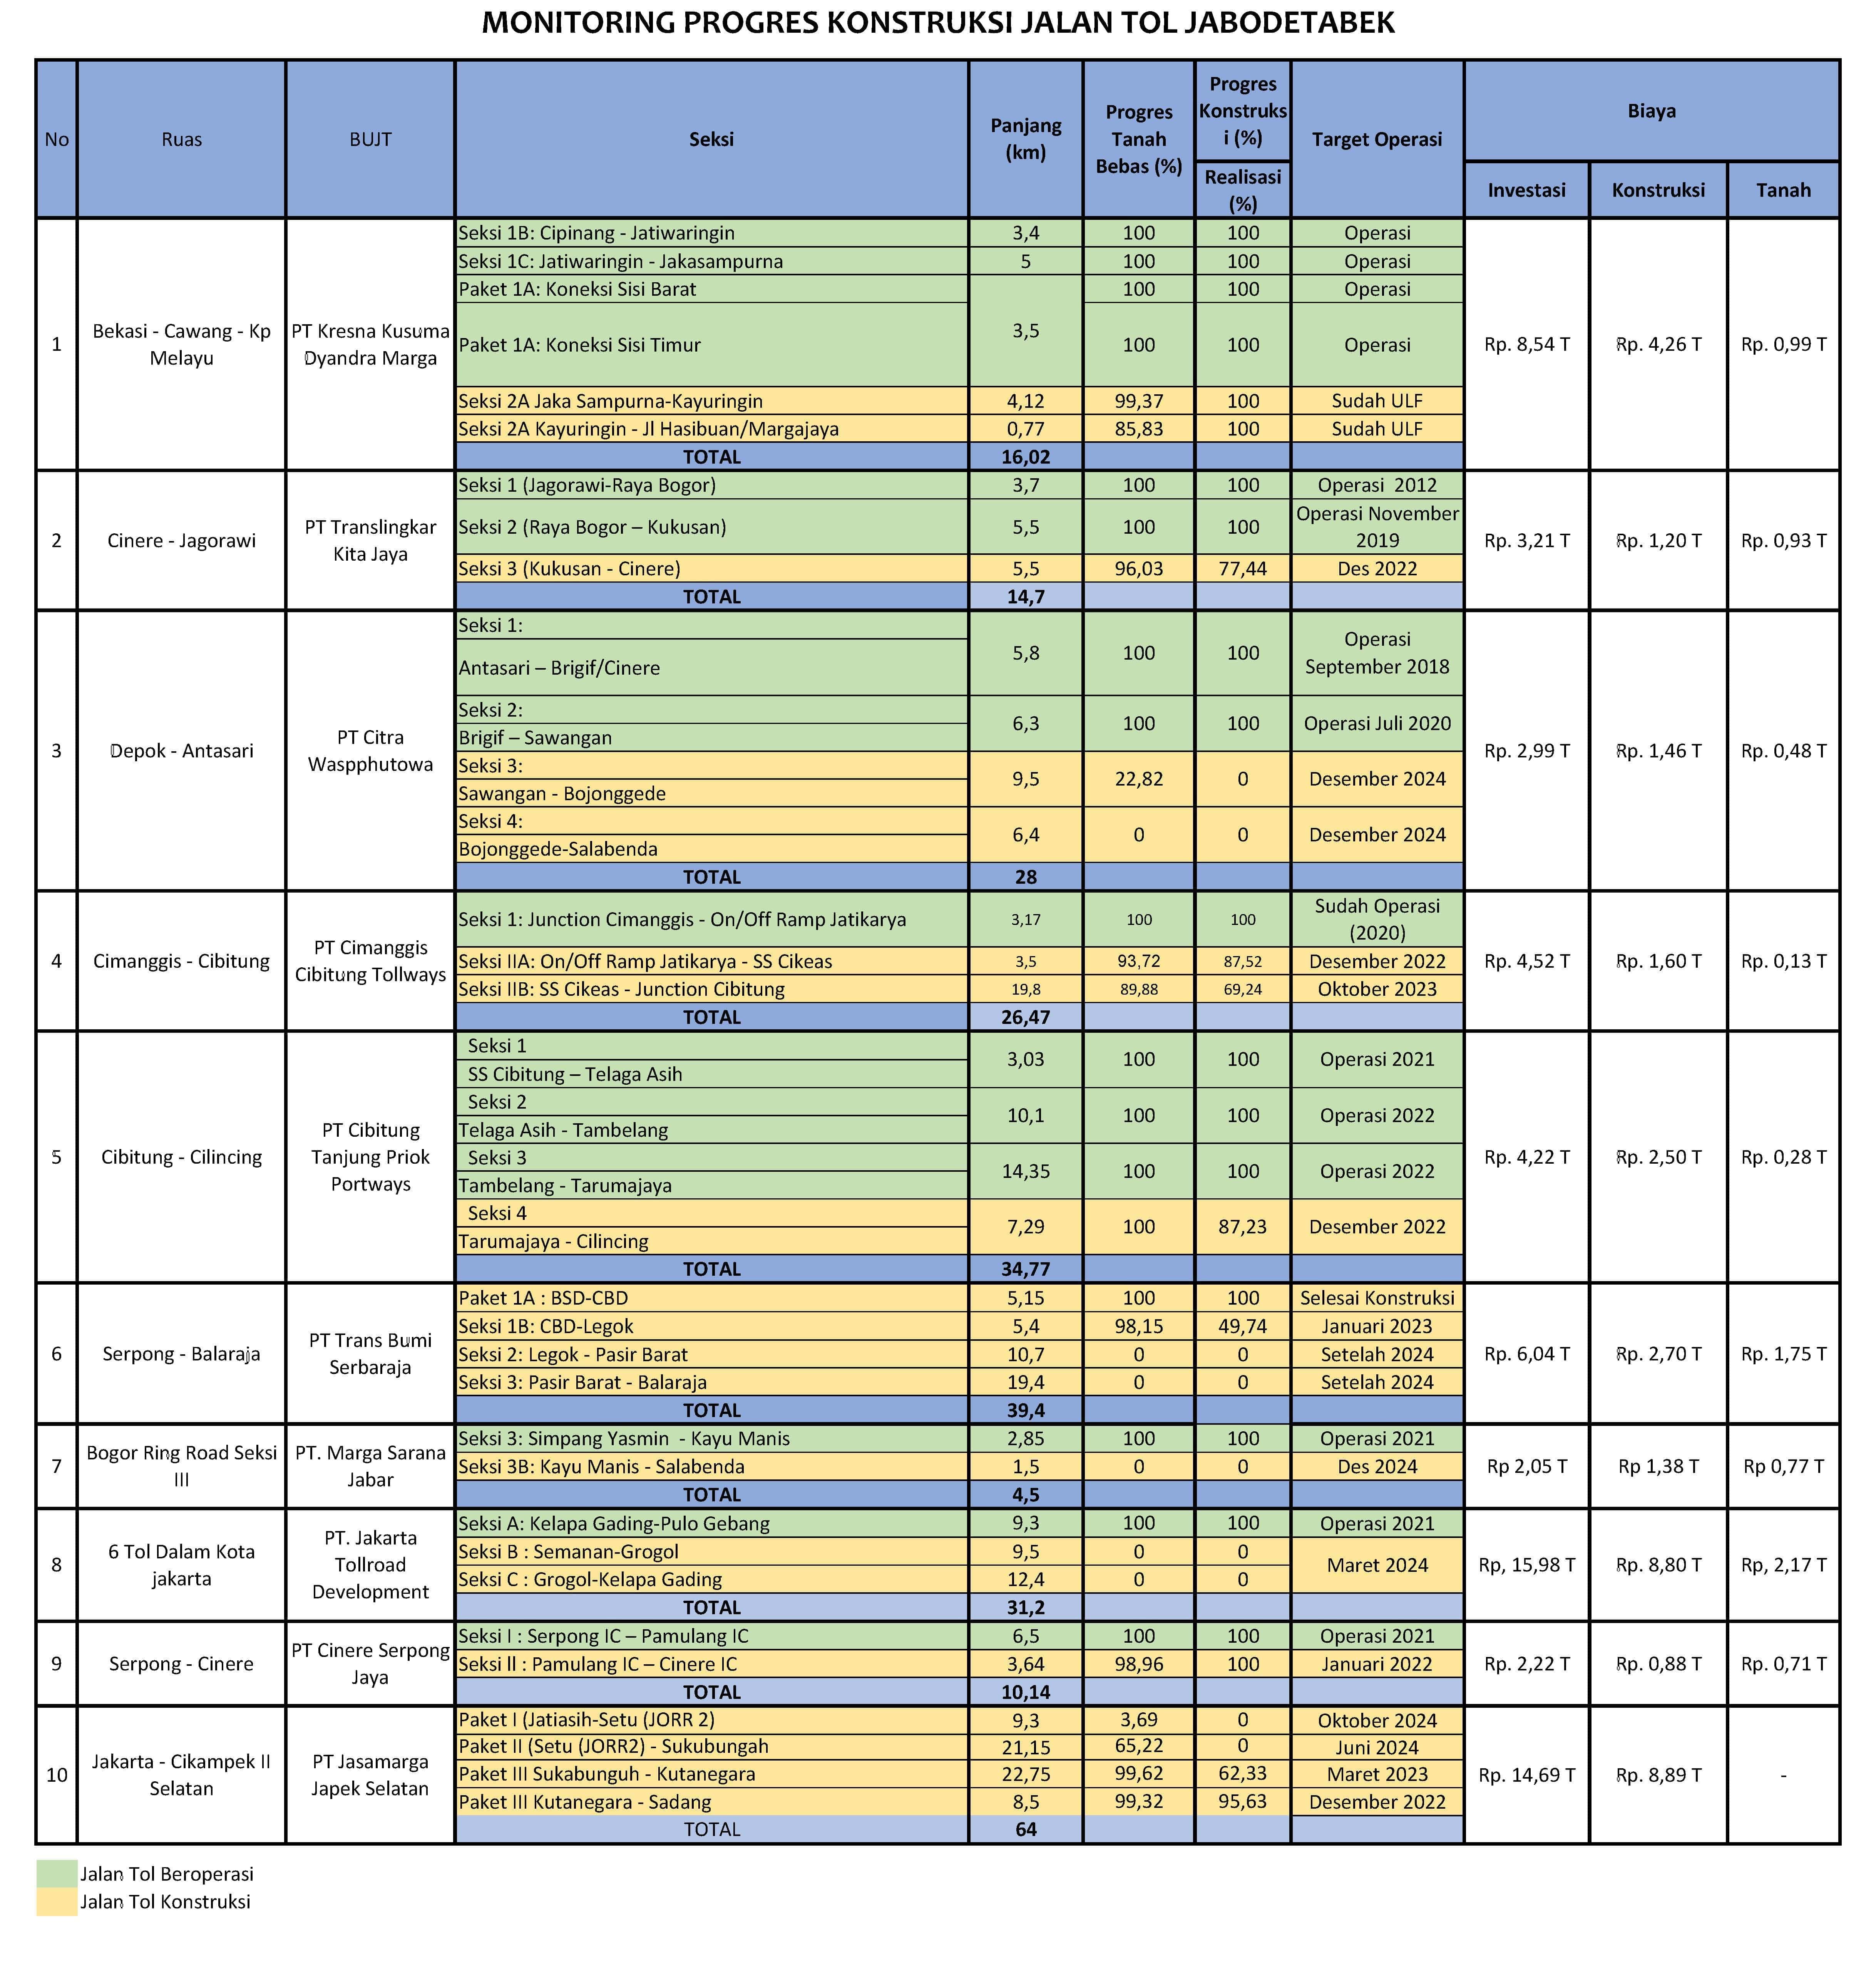 MONITORING PROGRES KONSTRUKSI JALAN TOL JABODETABEK
No Ruas BUJT Seksi Panjang (km) Progres Tanah Bebas (%) Progres Konstruks i (%) Realisasi (%) Target Operasi Biaya
Investasi Konstruksi Tanah
1 Bekasi - Cawang - Kp Melayu PT Kresna Kusuma Dyandra Marga
Seksi 1B: Cipinang - Jatiwaringin 3,4 100 100 Operasi
Seksi 1C: Jatiwaringin - Jakasampurna 5 100 100 Operasi
Paket 1A: Koneksi Sisi Barat 3,5 100 100 Operasi
Paket 1A: Koneksi Sisi Timur 100 100 Operasi
Seksi 2A Jaka Sampurna-Kayuringin 4,12 99,37 100 Sudah ULF
Seksi 2A Kayuringin - Jl Hasibuan/Margajaya 0,77 85,83 100 Sudah ULF
TOTAL 16,02
Rp. 8,54 T Rp. 4,26 T Rp. 0,99 T
2 Cinere - Jagorawi PT Translingkar Kita Jaya
Seksi 1 (Jagorawi-Raya Bogor) 3,7 100 100 Operasi 2012
Seksi 2 (Raya Bogor – Kukusan) 5,5 100 100 Operasi November 2019
Seksi 3 (Kukusan - Cinere) 5,5 96,03 77,44 Des 2022
TOTAL 14,7
Rp. 3,21 T Rp. 1,20 T Rp. 0,93 T
3 Depok - Antasari PT Citra Waspphutowa
Seksi 1:
Antasari – Brigif/Cinere 5,8 100 100 Operasi September 2018
Seksi 2:
Brigif – Sawangan 6,3 100 100 Operasi Juli 2020
Seksi 3:
Sawangan - Bojonggede 9,5 22,82 0 Desember 2024
Seksi 4:
Bojonggede-Salabenda 6,4 0 0 Desember 2024
TOTAL 28
Rp. 2,99 T Rp. 1,46 T Rp. 0,48 T
4 Cimanggis - Cibitung PT Cimanggis Cibitung Tollways
Seksi 1: Junction Cimanggis - On/Off Ramp Jatikarya 3,17 100 100 Sudah Operasi (2020)
Seksi IIA: On/Off Ramp Jatikarya - SS Cikeas 3,5 93,72 87,52 Desember 2022
Seksi IIB: SS Cikeas - Junction Cibitung 19,8 89,88 69,24 Oktober 2023
TOTAL 26,47
Rp. 4,52 T Rp. 1,60 T Rp. 0,13 T
5 Cibitung - Cilincing PT Cibitung Tanjung Priok Portways
Seksi 1
SS Cibitung – Telaga Asih 3,03 100 100 Operasi 2021
Seksi 2
Telaga Asih - Tambelang 10,1 100 100 Operasi 2022
Seksi 3
Tambelang - Tarumajaya 14,35 100 100 Operasi 2022
Seksi 4
Tarumajaya - Cilincing 7,29 100 87,23 Desember 2022
TOTAL 34,77
Rp. 4,22 T Rp. 2,50 T Rp. 0,28 T
6 Serpong - Balaraja PT Trans Bumi Serbaraja
Paket 1A : BSD-CBD 5,15 100 100 Selesai Konstruksi
Seksi 1B: CBD-Legok 5,4 98,15 49,74 Januari 2023
Seksi 2: Legok - Pasir Barat 10,7 0 0 Setelah 2024
Seksi 3: Pasir Barat - Balaraja 19,4 0 0 Setelah 2024
TOTAL 39,4
Rp. 6,04 T Rp. 2,70 T Rp. 1,75 T
7 Bogor Ring Road Seksi III PT. Marga Sarana Jabar
Seksi 3: Simpang Yasmin - Kayu Manis 2,85 100 100 Operasi 2021
Seksi 3B: Kayu Manis - Salabenda 1,5 0 0 Des 2024
TOTAL 4,5
Rp 2,05 T Rp 1,38 T Rp 0,77 T
8 6 Tol Dalam Kota jakarta PT. Jakarta Tollroad Development
Seksi A: Kelapa Gading-Pulo Gebang 9,3 100 100 Operasi 2021
Seksi B : Semanan-Grogol 9,5 0 0 Maret 2024
Seksi C : Grogol-Kelapa Gading 12,4 0 0
TOTAL 31,2
Rp, 15,98 T Rp. 8,80 T Rp, 2,17 T
9 Serpong - Cinere PT Cinere Serpong Jaya
Seksi I : Serpong IC – Pamulang IC 6,5 100 100 Operasi 2021
Seksi ll : Pamulang IC – Cinere IC 3,64 98,96 100 Januari 2022
TOTAL 10,14
Rp. 2,22 T Rp. 0,88 T Rp. 0,71 T
10 Jakarta - Cikampek II Selatan PT Jasamarga Japek Selatan
Paket I (Jatiasih-Setu (JORR 2) 9,3 3,69 0 Oktober 2024
Paket II (Setu (JORR2) - Sukubungah 21,15 65,22 0 Juni 2024
Paket III Sukabunguh - Kutanegara 22,75 99,62 62,33 Maret 2023
Paket III Kutanegara - Sadang 8,5 99,32 95,63 Desember 2022
TOTAL 64
Rp. 14,69 T Rp. 8,89 T -
Jalan Tol Beroperasi
Jalan Tol Konstruksi